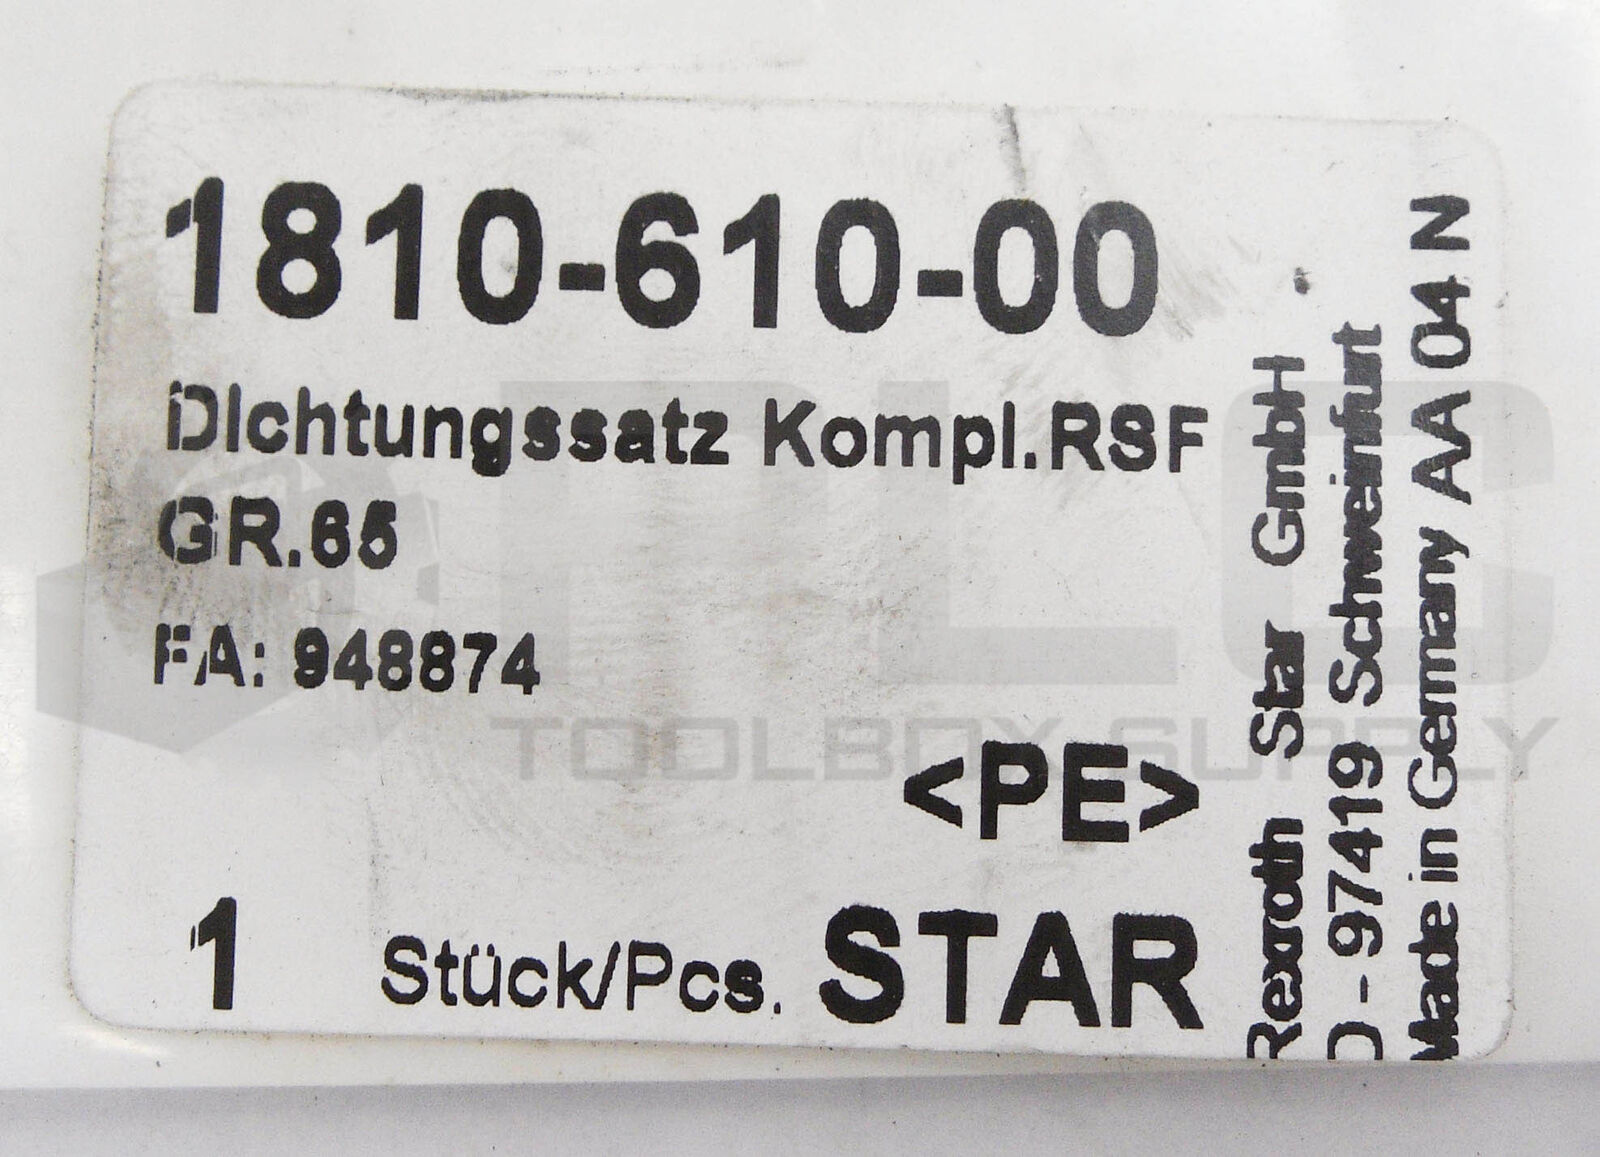 1810-610-00
Dichtungssatz Kompl.RSF
GR.65
FA: 948874
<PE>
1 Stück/Pcs. STAR
Rexroth Star GmbH
D - 97419 Schweinfurt
Made in Germany AA 04 N
PLC
TOOLBOX SUPPLY